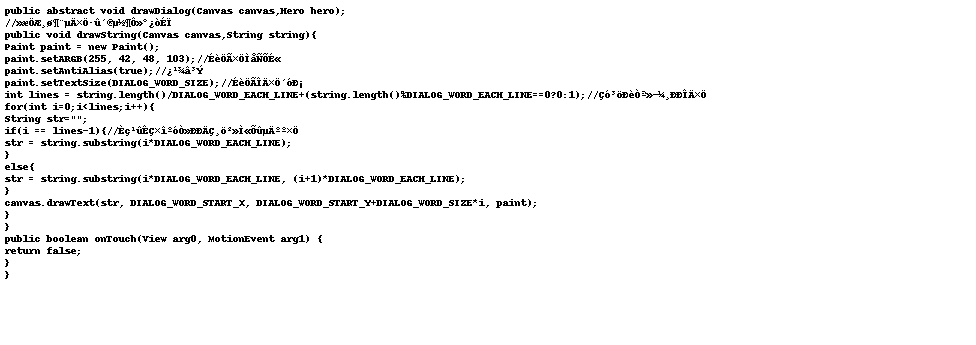 public abstract void drawDialog(Canvas canvas,Hero hero);
//»æÖÆ¸ø¶¨µÄ×Ö·û´®µ½¶Ô»°¿òÉÏ
public void drawString(Canvas canvas,String string){
Paint paint = new Paint();
paint.setARGB(255, 42, 48, 103);//ÉèÖÃ×ÖÌåÑÕÉ«
paint.setAntiAlias(true);//¿¹¾â³Ý
paint.setTextSize(DIALOG_WORD_SIZE);//ÉèÖÃÎÄ×Ö´óÐ¡
int lines = string.length()/DIALOG_WORD_EACH_LINE+(string.length()%DIALOG_WORD_EACH_LINE==0?0:1);//Çó³öÐèÒª»­¼¸ÐÐÎÄ×Ö
for(int i=0;i<lines;i++){
String str="";
if(i == lines-1){//Èç¹ûÊÇ×îºóÒ»ÐÐÄÇ¸öº»Ì«ÕûµÄºº×Ö
str = string.substring(i*DIALOG_WORD_EACH_LINE);
}
else{
str = string.substring(i*DIALOG_WORD_EACH_LINE, (i+1)*DIALOG_WORD_EACH_LINE);
}
canvas.drawText(str, DIALOG_WORD_START_X, DIALOG_WORD_START_Y+DIALOG_WORD_SIZE*i, paint);
}
}
public boolean onTouch(View arg0, MotionEvent arg1) {
return false;
}
}